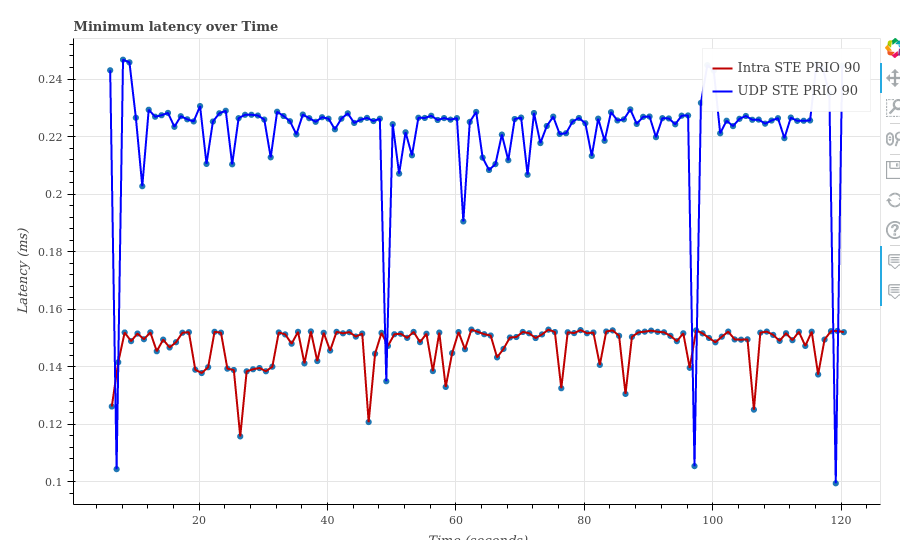 Minimum latency over Time
Intra STE PRIO 90
UDP STE PRIO 90
0.24
0.22
0.2
0.18
0.16
0.14
0.12
0.1
Latency (ms)
20
40
60
80
100
120
Time (seconds)